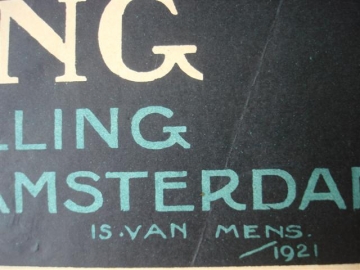 NG
LLING
AMSTERDA
IS. VAN MENS.
/1921